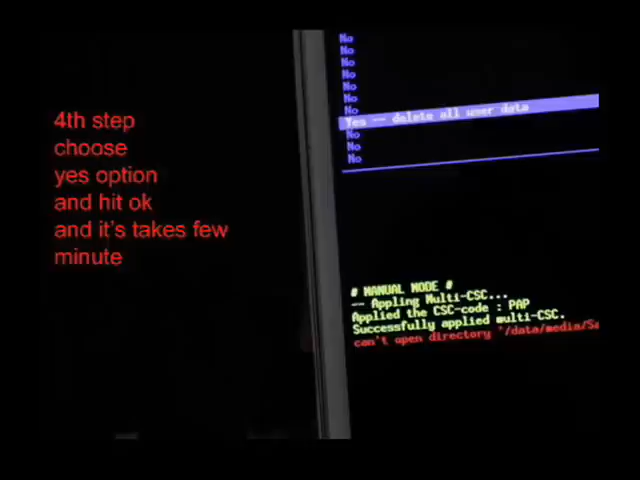 4th step
choose
yes option
and hit ok
and it's takes few
minute
No
No
No
No
No
No
No
Yes -- delete all user data
No
No
No
# MANUAL MODE #
-- Appling Multi-CSC...
Applied the CSC-code : PAP
Successfully applied multi-CSC.
can't open directory '/data/media/Sa